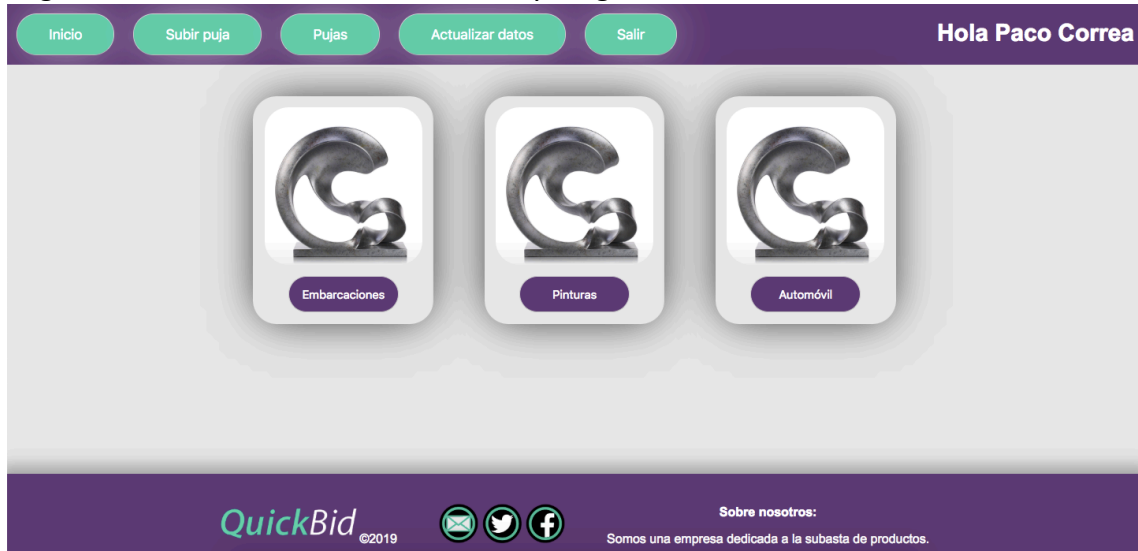 Inicio
Subir puja
Pujas
Actualizar datos
Salir
Hola Paco Correa
Embarcaciones
Pinturas
Automóvil
QuickBid ©2019
Sobre nosotros:
Somos una empresa dedicada a la subasta de productos.